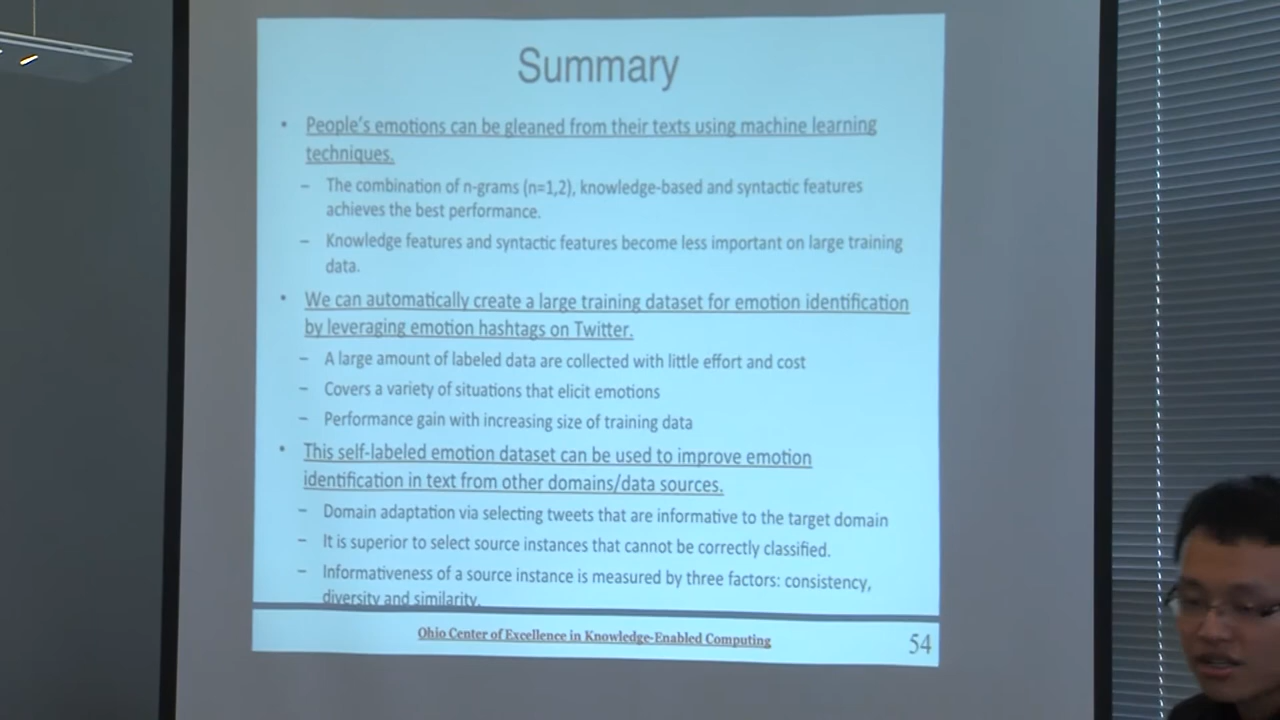 Summary
• People's emotions can be gleaned from their texts using machine learning
techniques.
– The combination of n-grams (n=1,2), knowledge-based and syntactic features
achieves the best performance.
– Knowledge features and syntactic features become less important on large training
data.
• We can automatically create a large training dataset for emotion identification
by leveraging emotion hashtags on Twitter.
– A large amount of labeled data are collected with little effort and cost
– Covers a variety of situations that elicit emotions
– Performance gain with increasing size of training data
• This self-labeled emotion dataset can be used to improve emotion
identification in text from other domains/data sources.
– Domain adaptation via selecting tweets that are informative to the target domain
– It is superior to select source instances that cannot be correctly classified.
– Informativeness of a source instance is measured by three factors: consistency,
diversity and similarity.
Ohio Center of Excellence in Knowledge-Enabled Computing
54